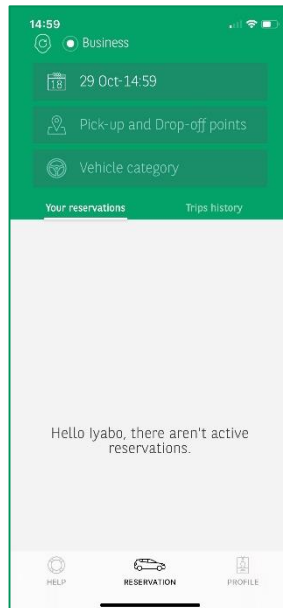 14:59
Business
18
29 Oct-14:59
Pick-up and Drop-off points
Vehicle category
Your reservations Trips history
Hello Iyabo, there aren't active
reservations.
HELP RESERVATION PROFILE